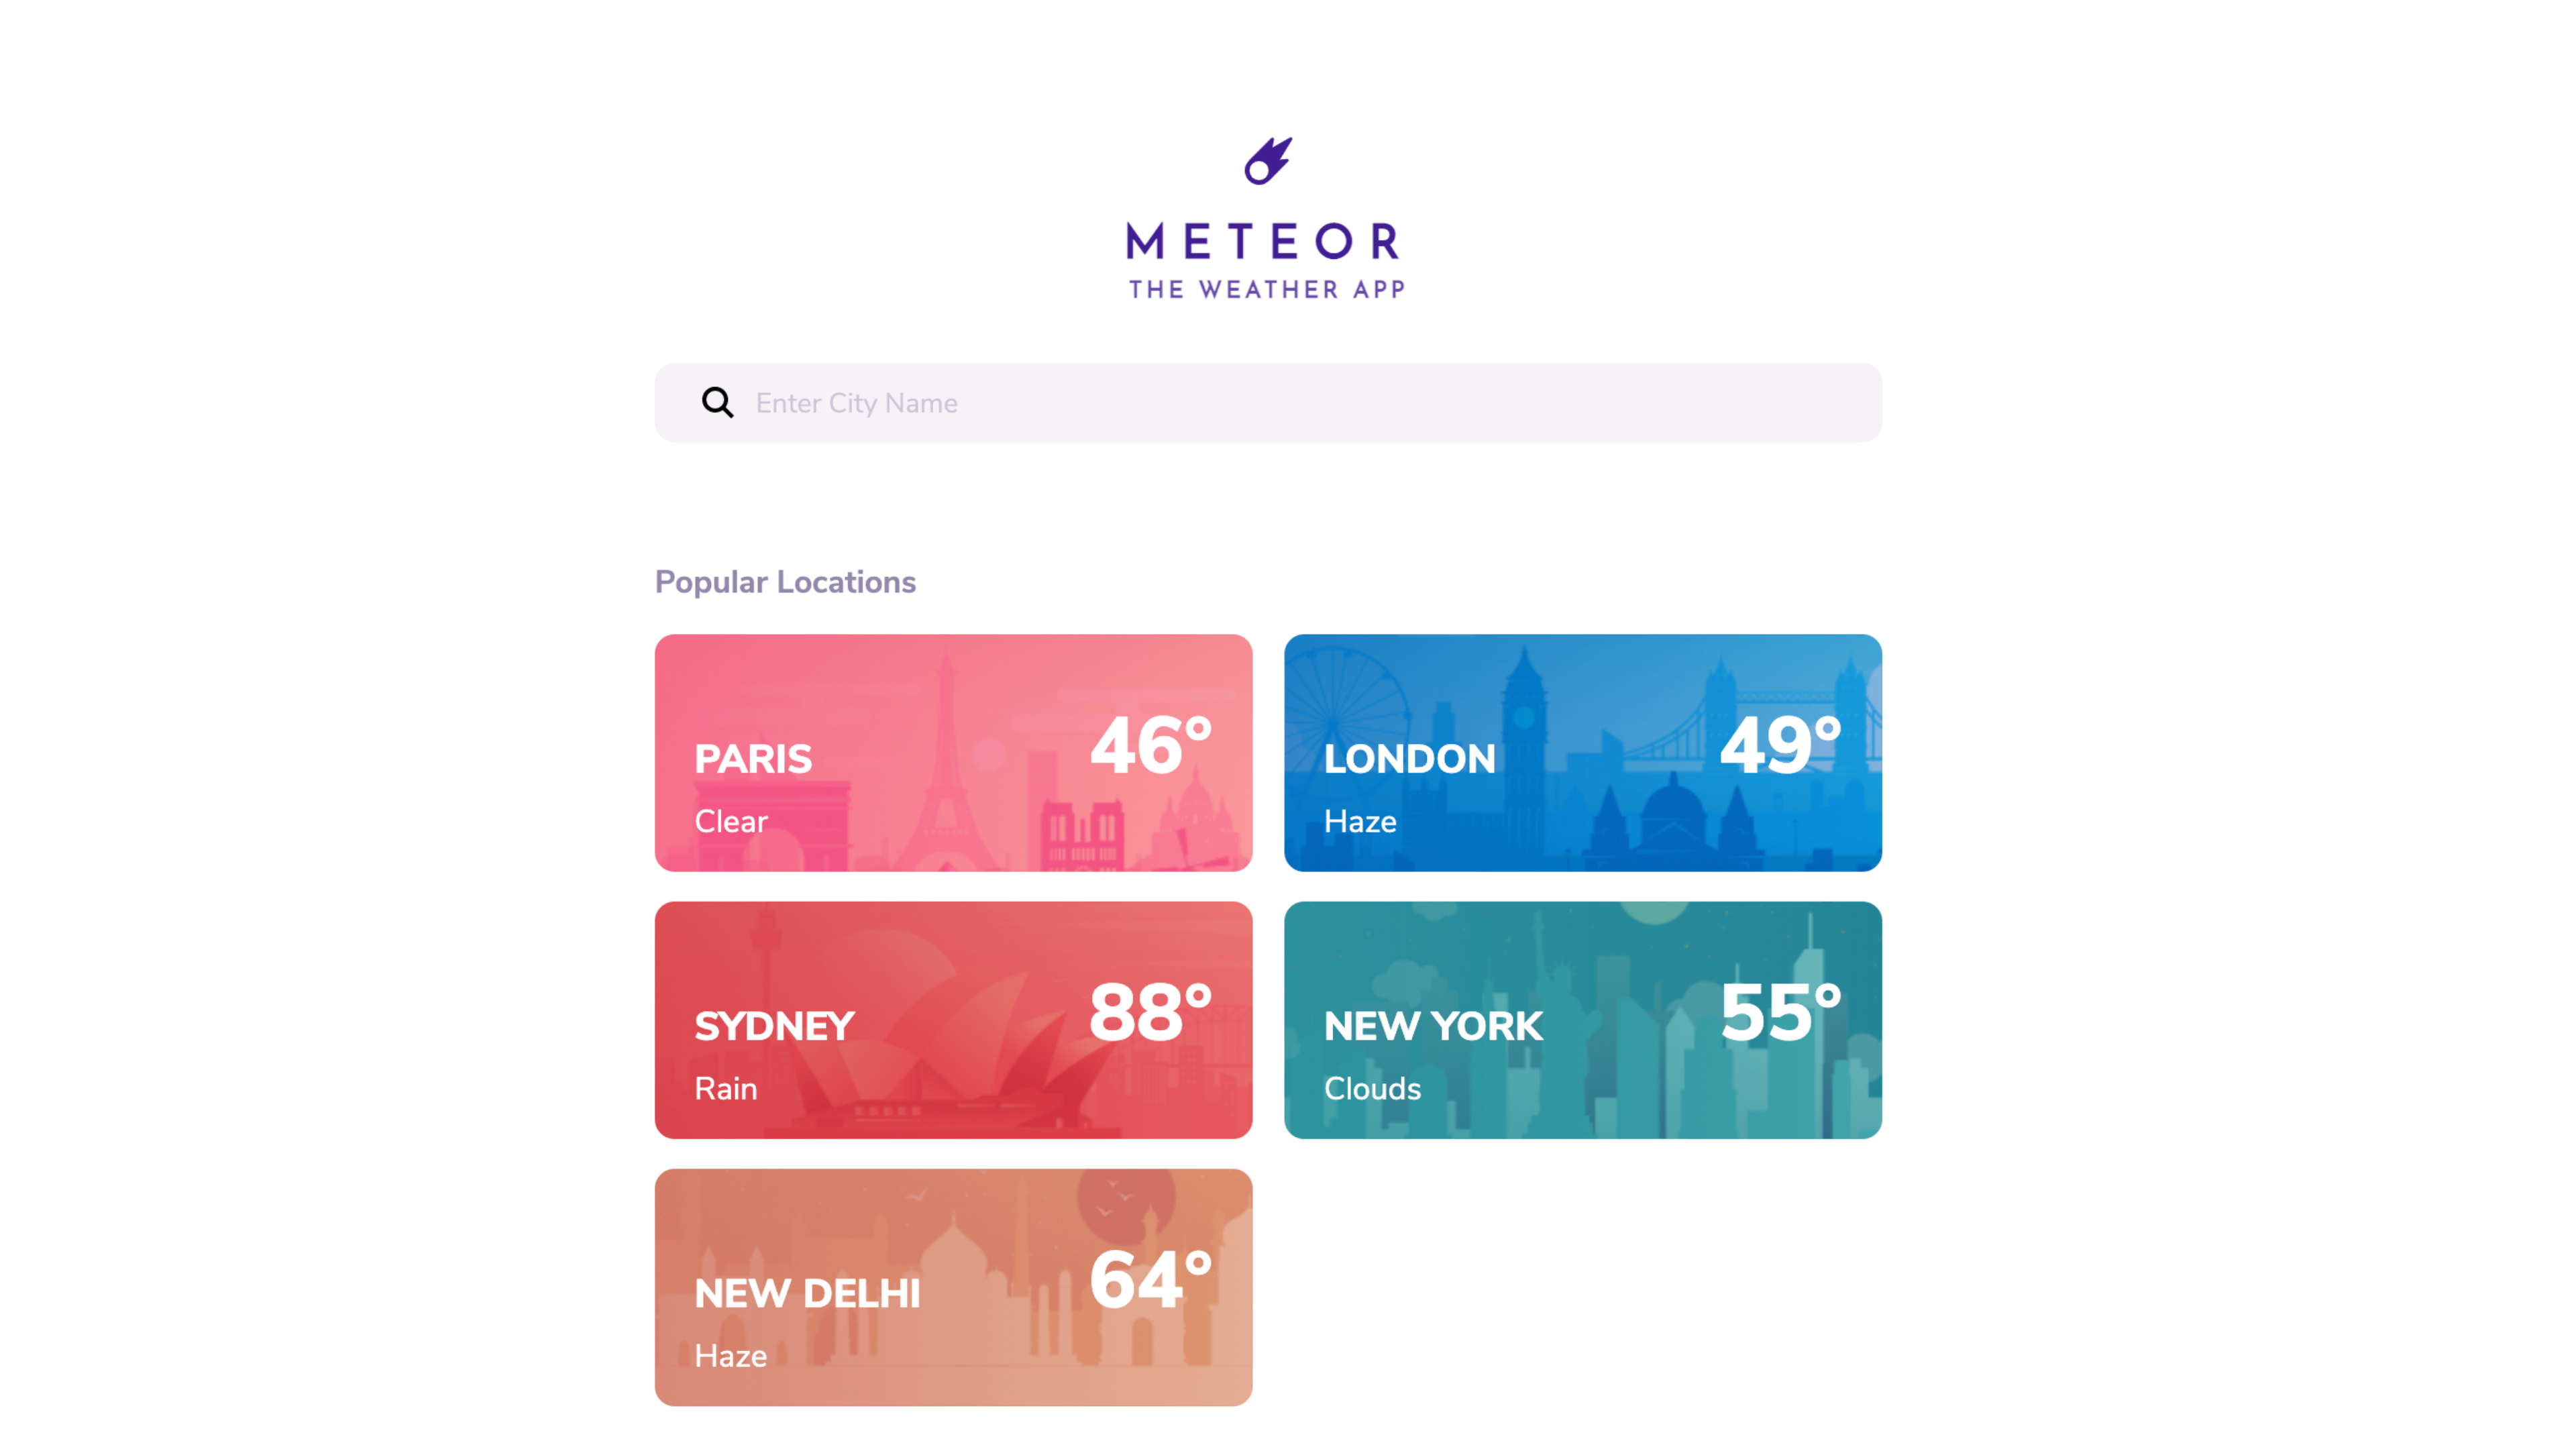 METEOR
THE WEATHER APP
Enter City Name
Popular Locations
PARIS
46°
Clear
LONDON
49°
Haze
SYDNEY
88°
Rain
NEW YORK
55°
Clouds
NEW DELHI
64°
Haze